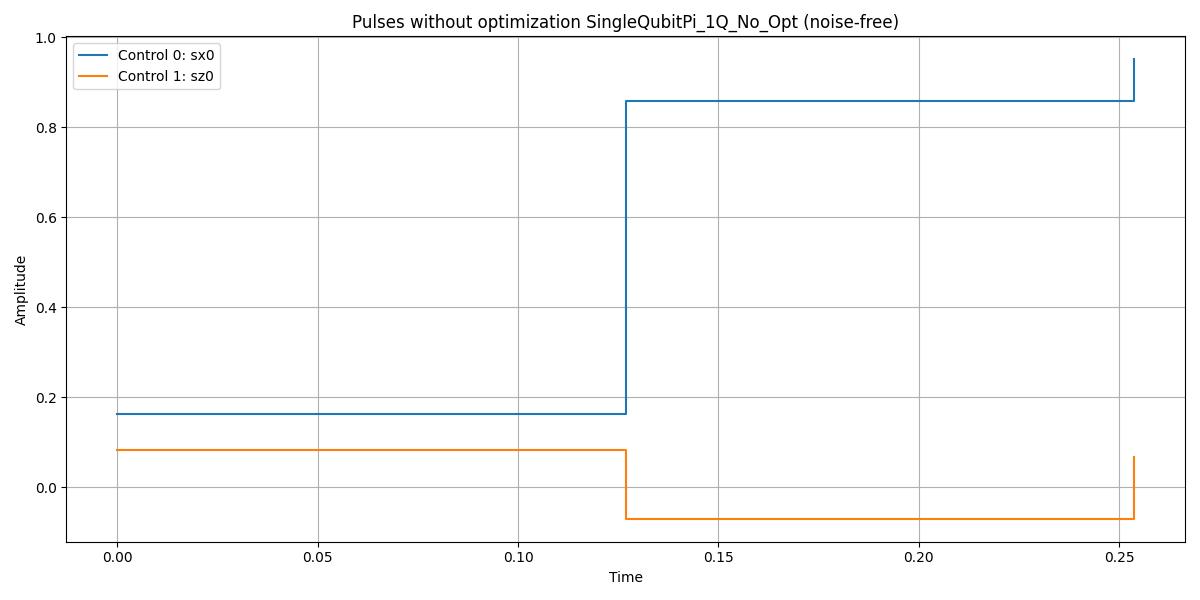 Pulses without optimization SingleQubitPi_1Q_No_Opt (noise-free)
Control 0: sx0
Control 1: sz0
Amplitude
1.0
0.8
0.6
0.4
0.2
0.0
0.00 0.05 0.10 0.15 0.20 0.25
Time